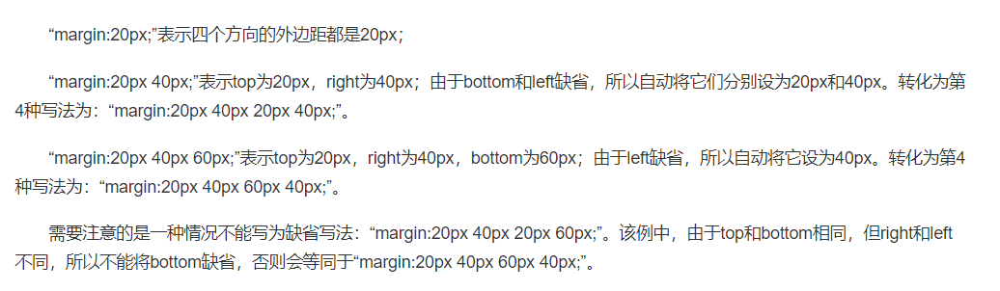 “margin:20px;”表示四个方向的外边距都是20px；
“margin:20px 40px;”表示top为20px，right为40px；由于bottom和left缺省，所以自动将它们分别设为20px和40px。转化为第
4种写法为：“margin:20px 40px 20px 40px;”。
“margin:20px 40px 60px;”表示top为20px，right为40px，bottom为60px；由于left缺省，所以自动将它设为40px。转化为第4
种写法为：“margin:20px 40px 60px 40px;”。
需要注意的是一种情况不能写为缺省写法：“margin:20px 40px 20px 60px;”。该例中，由于top和bottom相同，但right和left
不同，所以不能将bottom缺省，否则会等同于“margin:20px 40px 60px 40px;”。